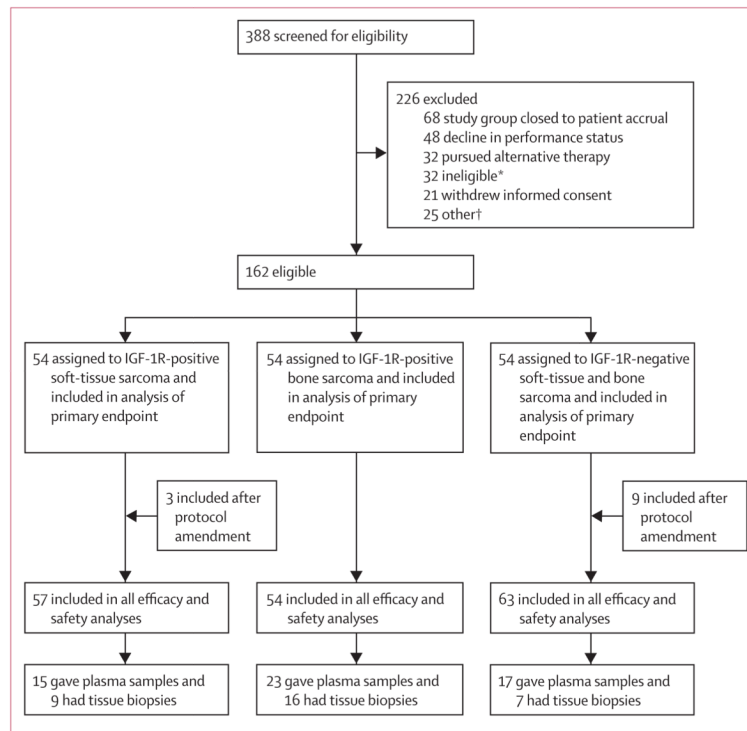 388 screened for eligibility
226 excluded
68 study group closed to patient accrual
48 decline in performance status
32 pursued alternative therapy
32 ineligible*
21 withdrew informed consent
25 other†
162 eligible
54 assigned to IGF-1R-positive
soft-tissue sarcoma and
included in analysis of
primary endpoint
54 assigned to IGF-1R-positive
bone sarcoma and included
in analysis of primary
endpoint
54 assigned to IGF-1R-negative
soft-tissue and bone
sarcoma and included in
analysis of primary
endpoint
3 included after
protocol
amendment
9 included after
protocol
amendment
57 included in all efficacy and
safety analyses
54 included in all efficacy and
safety analyses
63 included in all efficacy and
safety analyses
15 gave plasma samples and
9 had tissue biopsies
23 gave plasma samples and
16 had tissue biopsies
17 gave plasma samples and
7 had tissue biopsies